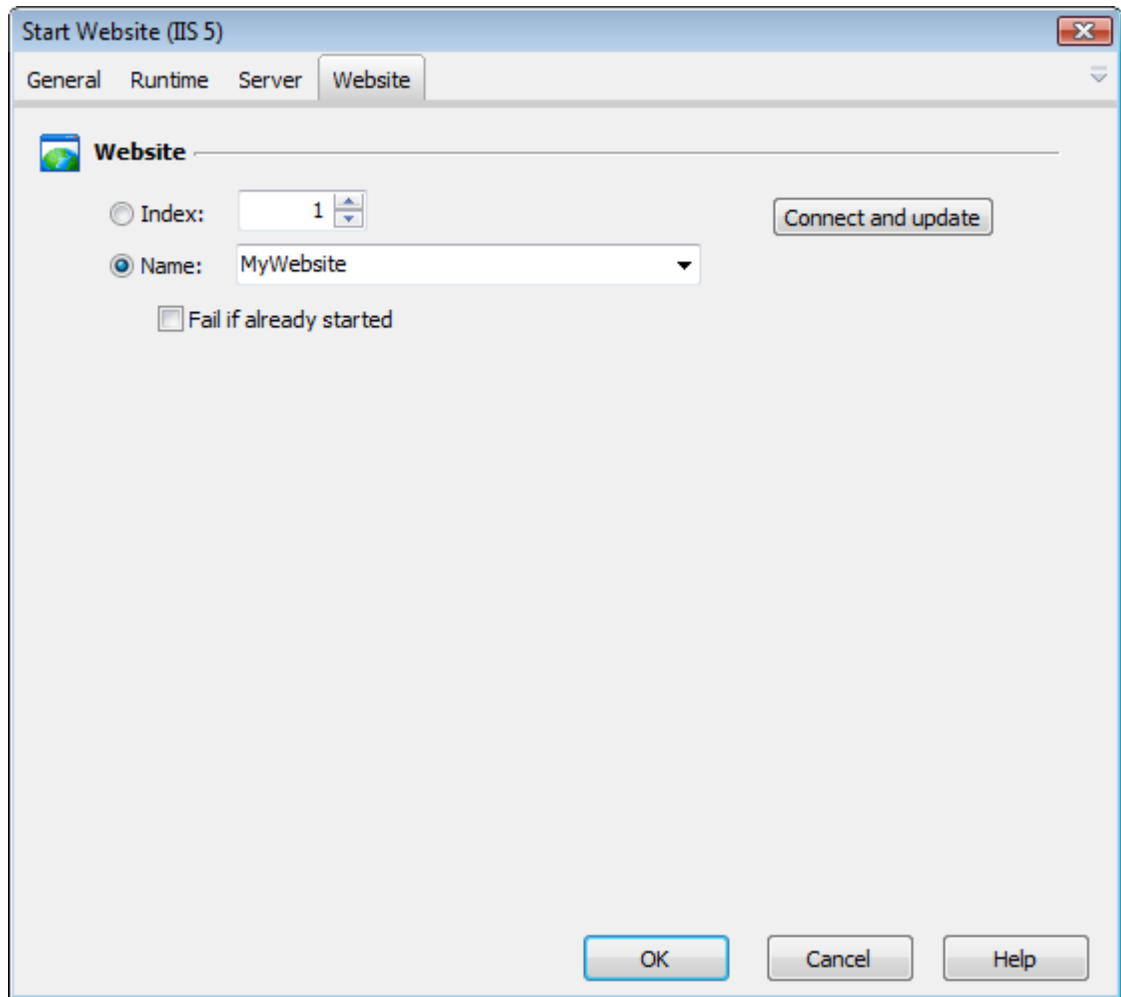 Start Website (IIS 5)
General Runtime Server Website
Website
Index: 1 Connect and update
Name: MyWebsite
Fail if already started
OK Cancel Help